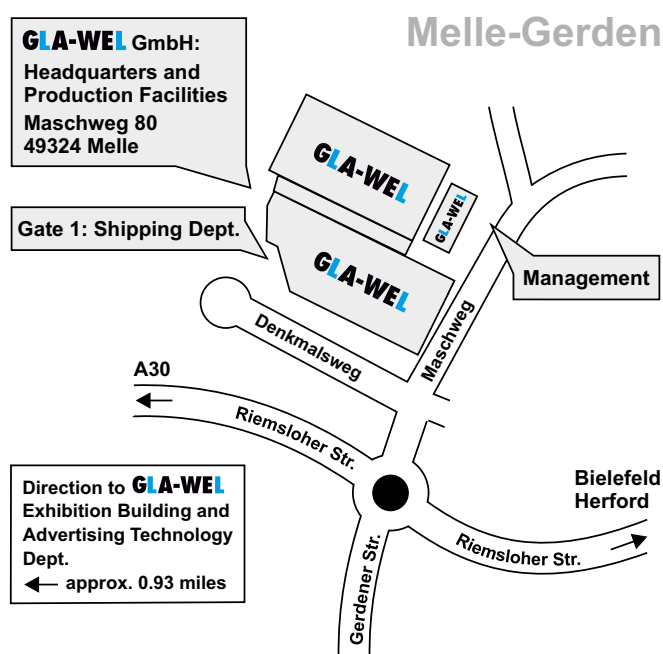 Melle-Gerden
GLA-WEL GmbH:
Headquarters and
Production Facilities
Maschweg 80
49324 Melle
GLA-WEL
GLA-WEL
Gate 1: Shipping Dept.
GLA-WEL
Management
Denkmalsweg
Maschweg
A30
Riemsloher Str.
Direction to GLA-WEL
Exhibition Building and
Advertising Technology
Dept.
approx. 0.93 miles
Bielefeld
Herford
Riemsloher Str.
Gerdener Str.